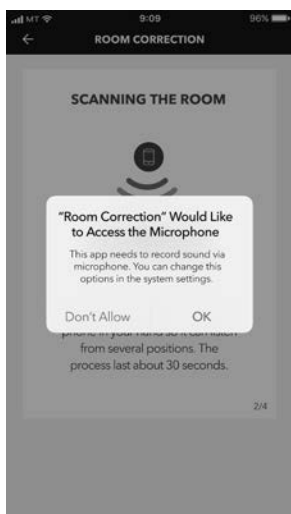 MT 9:09 96%
ROOM CORRECTION
SCANNING THE ROOM
"Room Correction" Would Like
to Access the Microphone
This app needs to record sound via
microphone. You can change this
options in the system settings.
Don't Allow OK
phone in your hand so it can listen
from several positions. The
process last about 30 seconds.
2/4